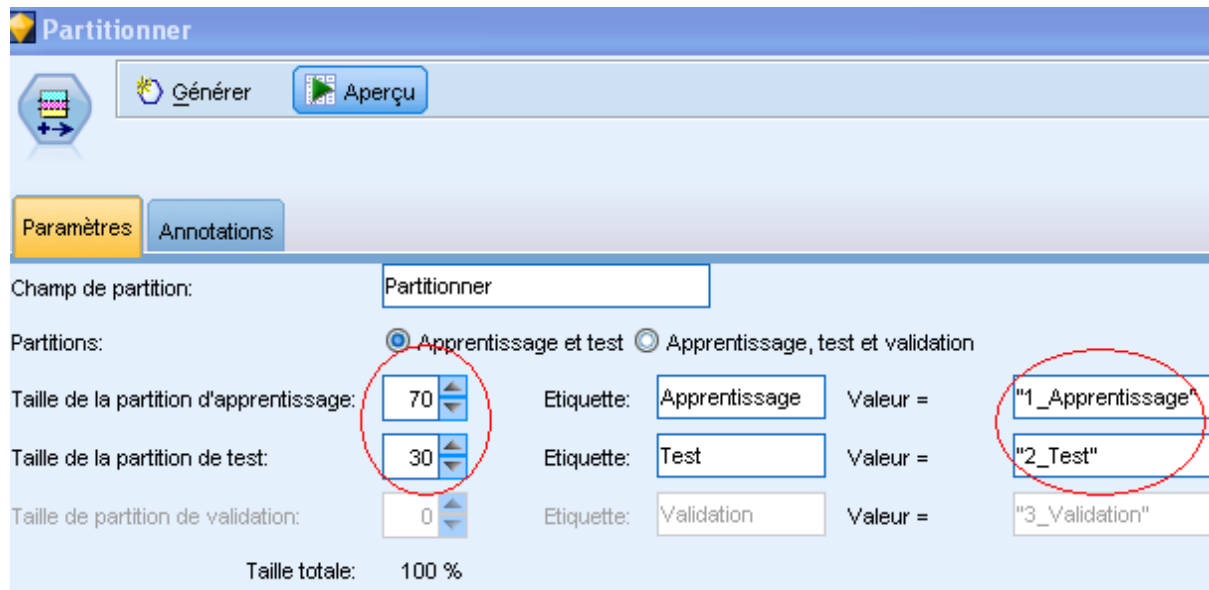 Partitionner
Générer Aperçu
Paramètres Annotations
Champ de partition: Partitionner
Partitions: Apprentissage et test Apprentissage, test et validation
Taille de la partition d'apprentissage: 70 Etiquette: Apprentissage Valeur = "1_Apprentissage"
Taille de la partition de test: 30 Etiquette: Test Valeur = "2_Test"
Taille de partition de validation: 0 Etiquette: Validation Valeur = "3_Validation"
Taille totale: 100 %